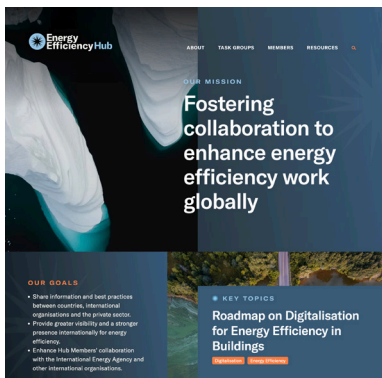 Energy
Efficiency Hub
ABOUT TASK GROUPS MEMBERS RESOURCES
OUR MISSION
Fostering
collaboration to
enhance energy
efficiency work
globally
OUR GOALS
• Share information and best practices
between countries, international
organisations and the private sector.
• Provide greater visibility and a stronger
presence internationally for energy
efficiency.
• Enhance Hub Members' collaboration
with the International Energy Agency and
other international organisations.
KEY TOPICS
Roadmap on Digitalisation
for Energy Efficiency in
Buildings
Digitalisation Energy Efficiency